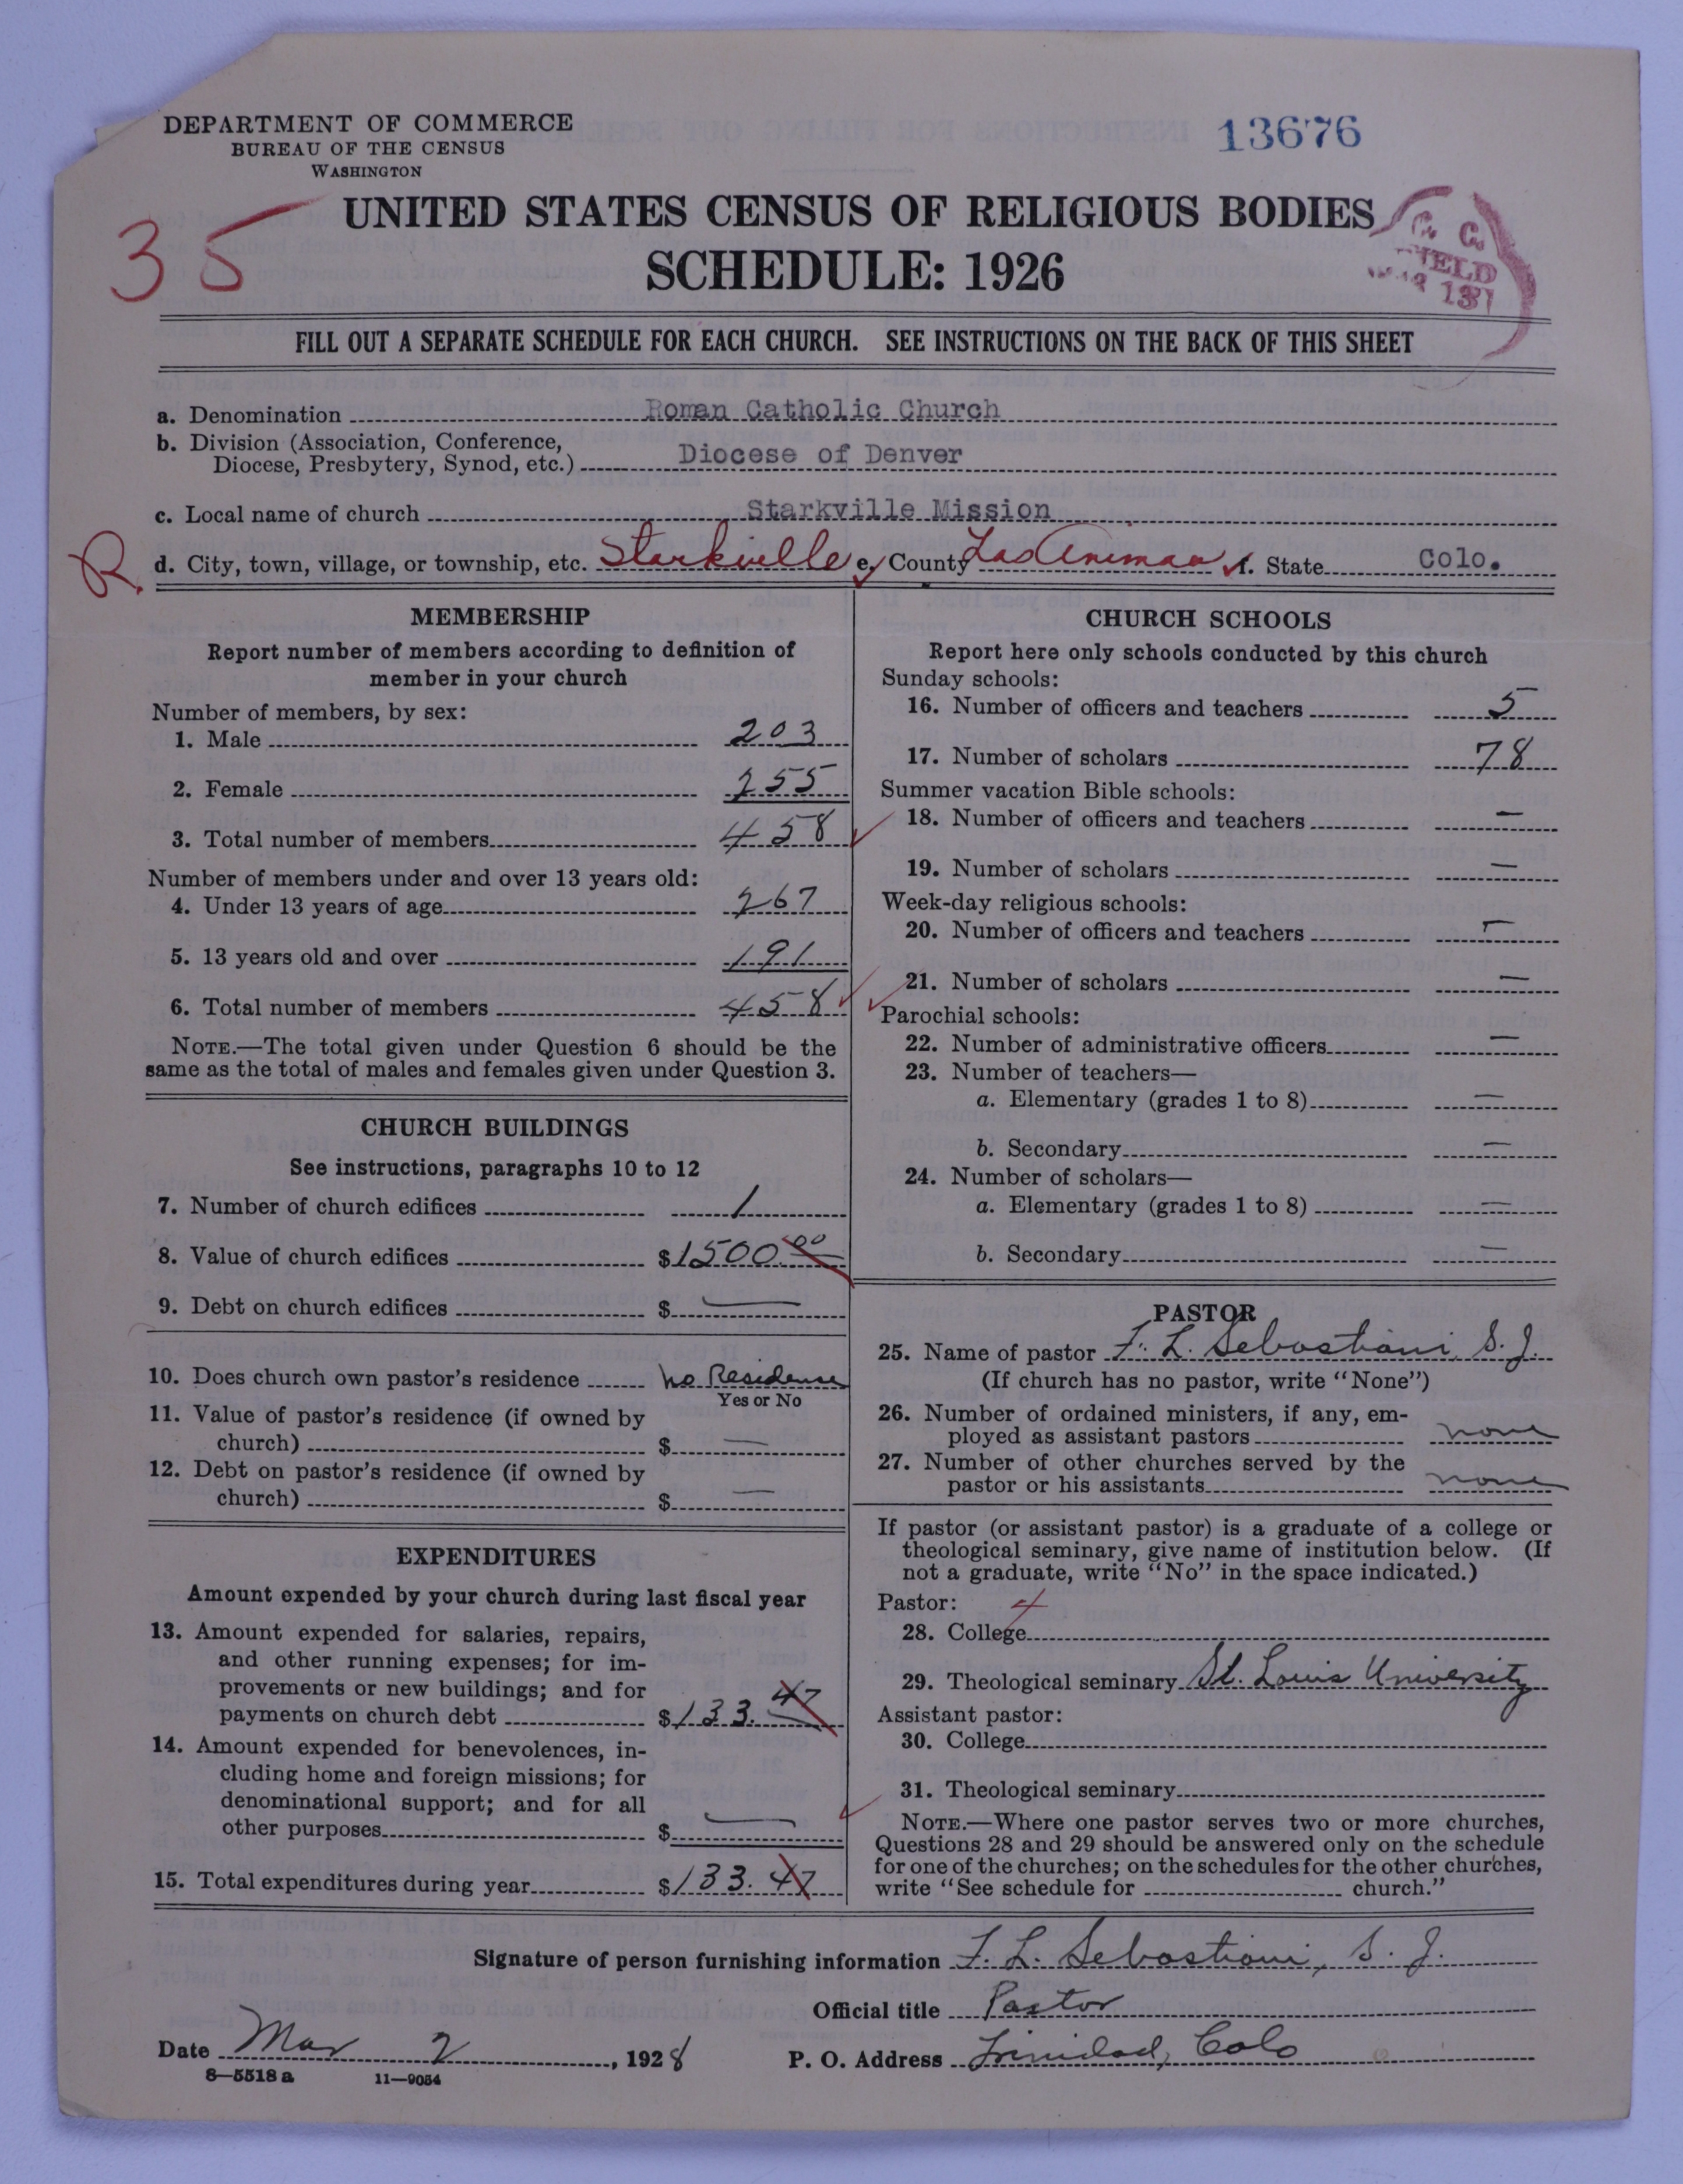 DEPARTMENT OF COMMERCE
BUREAU OF THE CENSUS
WASHINGTON
13676
35
UNITED STATES CENSUS OF RELIGIOUS BODIES
SCHEDULE: 1926
FILL OUT A SEPARATE SCHEDULE FOR EACH CHURCH. SEE INSTRUCTIONS ON THE BACK OF THIS SHEET
a. Denomination Roman Catholic Church
b. Division (Association, Conference,
Diocese, Presbytery, Synod, etc.) Diocese of Denver
c. Local name of church Starkville Mission
R. d. City, town, village, or township, etc. Starkville e. County Las Animas f. State Colo.
MEMBERSHIP
Report number of members according to definition of
member in your church
Number of members, by sex:
1. Male 203
2. Female 255
3. Total number of members 458
Number of members under and over 13 years old:
4. Under 13 years of age 267
5. 13 years old and over 191
6. Total number of members 458
NOTE.—The total given under Question 6 should be the
same as the total of males and females given under Question 3.
CHURCH BUILDINGS
See instructions, paragraphs 10 to 12
7. Number of church edifices 1
8. Value of church edifices $1500.00
9. Debt on church edifices $ —
10. Does church own pastor's residence No Residence
Yes or No
11. Value of pastor's residence (if owned by
church) $ —
12. Debt on pastor's residence (if owned by
church) $ —
EXPENDITURES
Amount expended by your church during last fiscal year
13. Amount expended for salaries, repairs,
and other running expenses; for im-
provements or new buildings; and for
payments on church debt $133.47
14. Amount expended for benevolences, in-
cluding home and foreign missions; for
denominational support; and for all
other purposes $ —
15. Total expenditures during year $133.47
CHURCH SCHOOLS
Report here only schools conducted by this church
Sunday schools:
16. Number of officers and teachers 5
17. Number of scholars 78
Summer vacation Bible schools:
18. Number of officers and teachers —
19. Number of scholars —
Week-day religious schools:
20. Number of officers and teachers —
21. Number of scholars —
Parochial schools:
22. Number of administrative officers —
23. Number of teachers—
a. Elementary (grades 1 to 8) —
b. Secondary —
24. Number of scholars—
a. Elementary (grades 1 to 8) —
b. Secondary —
PASTOR
25. Name of pastor F. L. Sebastiani, S. J.
(If church has no pastor, write "None")
26. Number of ordained ministers, if any, em-
ployed as assistant pastors none
27. Number of other churches served by the
pastor or his assistants none
If pastor (or assistant pastor) is a graduate of a college or
theological seminary, give name of institution below. (If
not a graduate, write "No" in the space indicated.)
Pastor: 4
28. College
29. Theological seminary St. Louis University
Assistant pastor:
30. College
31. Theological seminary
NOTE.—Where one pastor serves two or more churches,
Questions 28 and 29 should be answered only on the schedule
for one of the churches; on the schedules for the other churches,
write "See schedule for church."
Signature of person furnishing information F. L. Sebastiani, S. J.
Official title Pastor
Date Mar 2, 1928 P. O. Address Trinidad, Colo
8—5518 a 11—9054